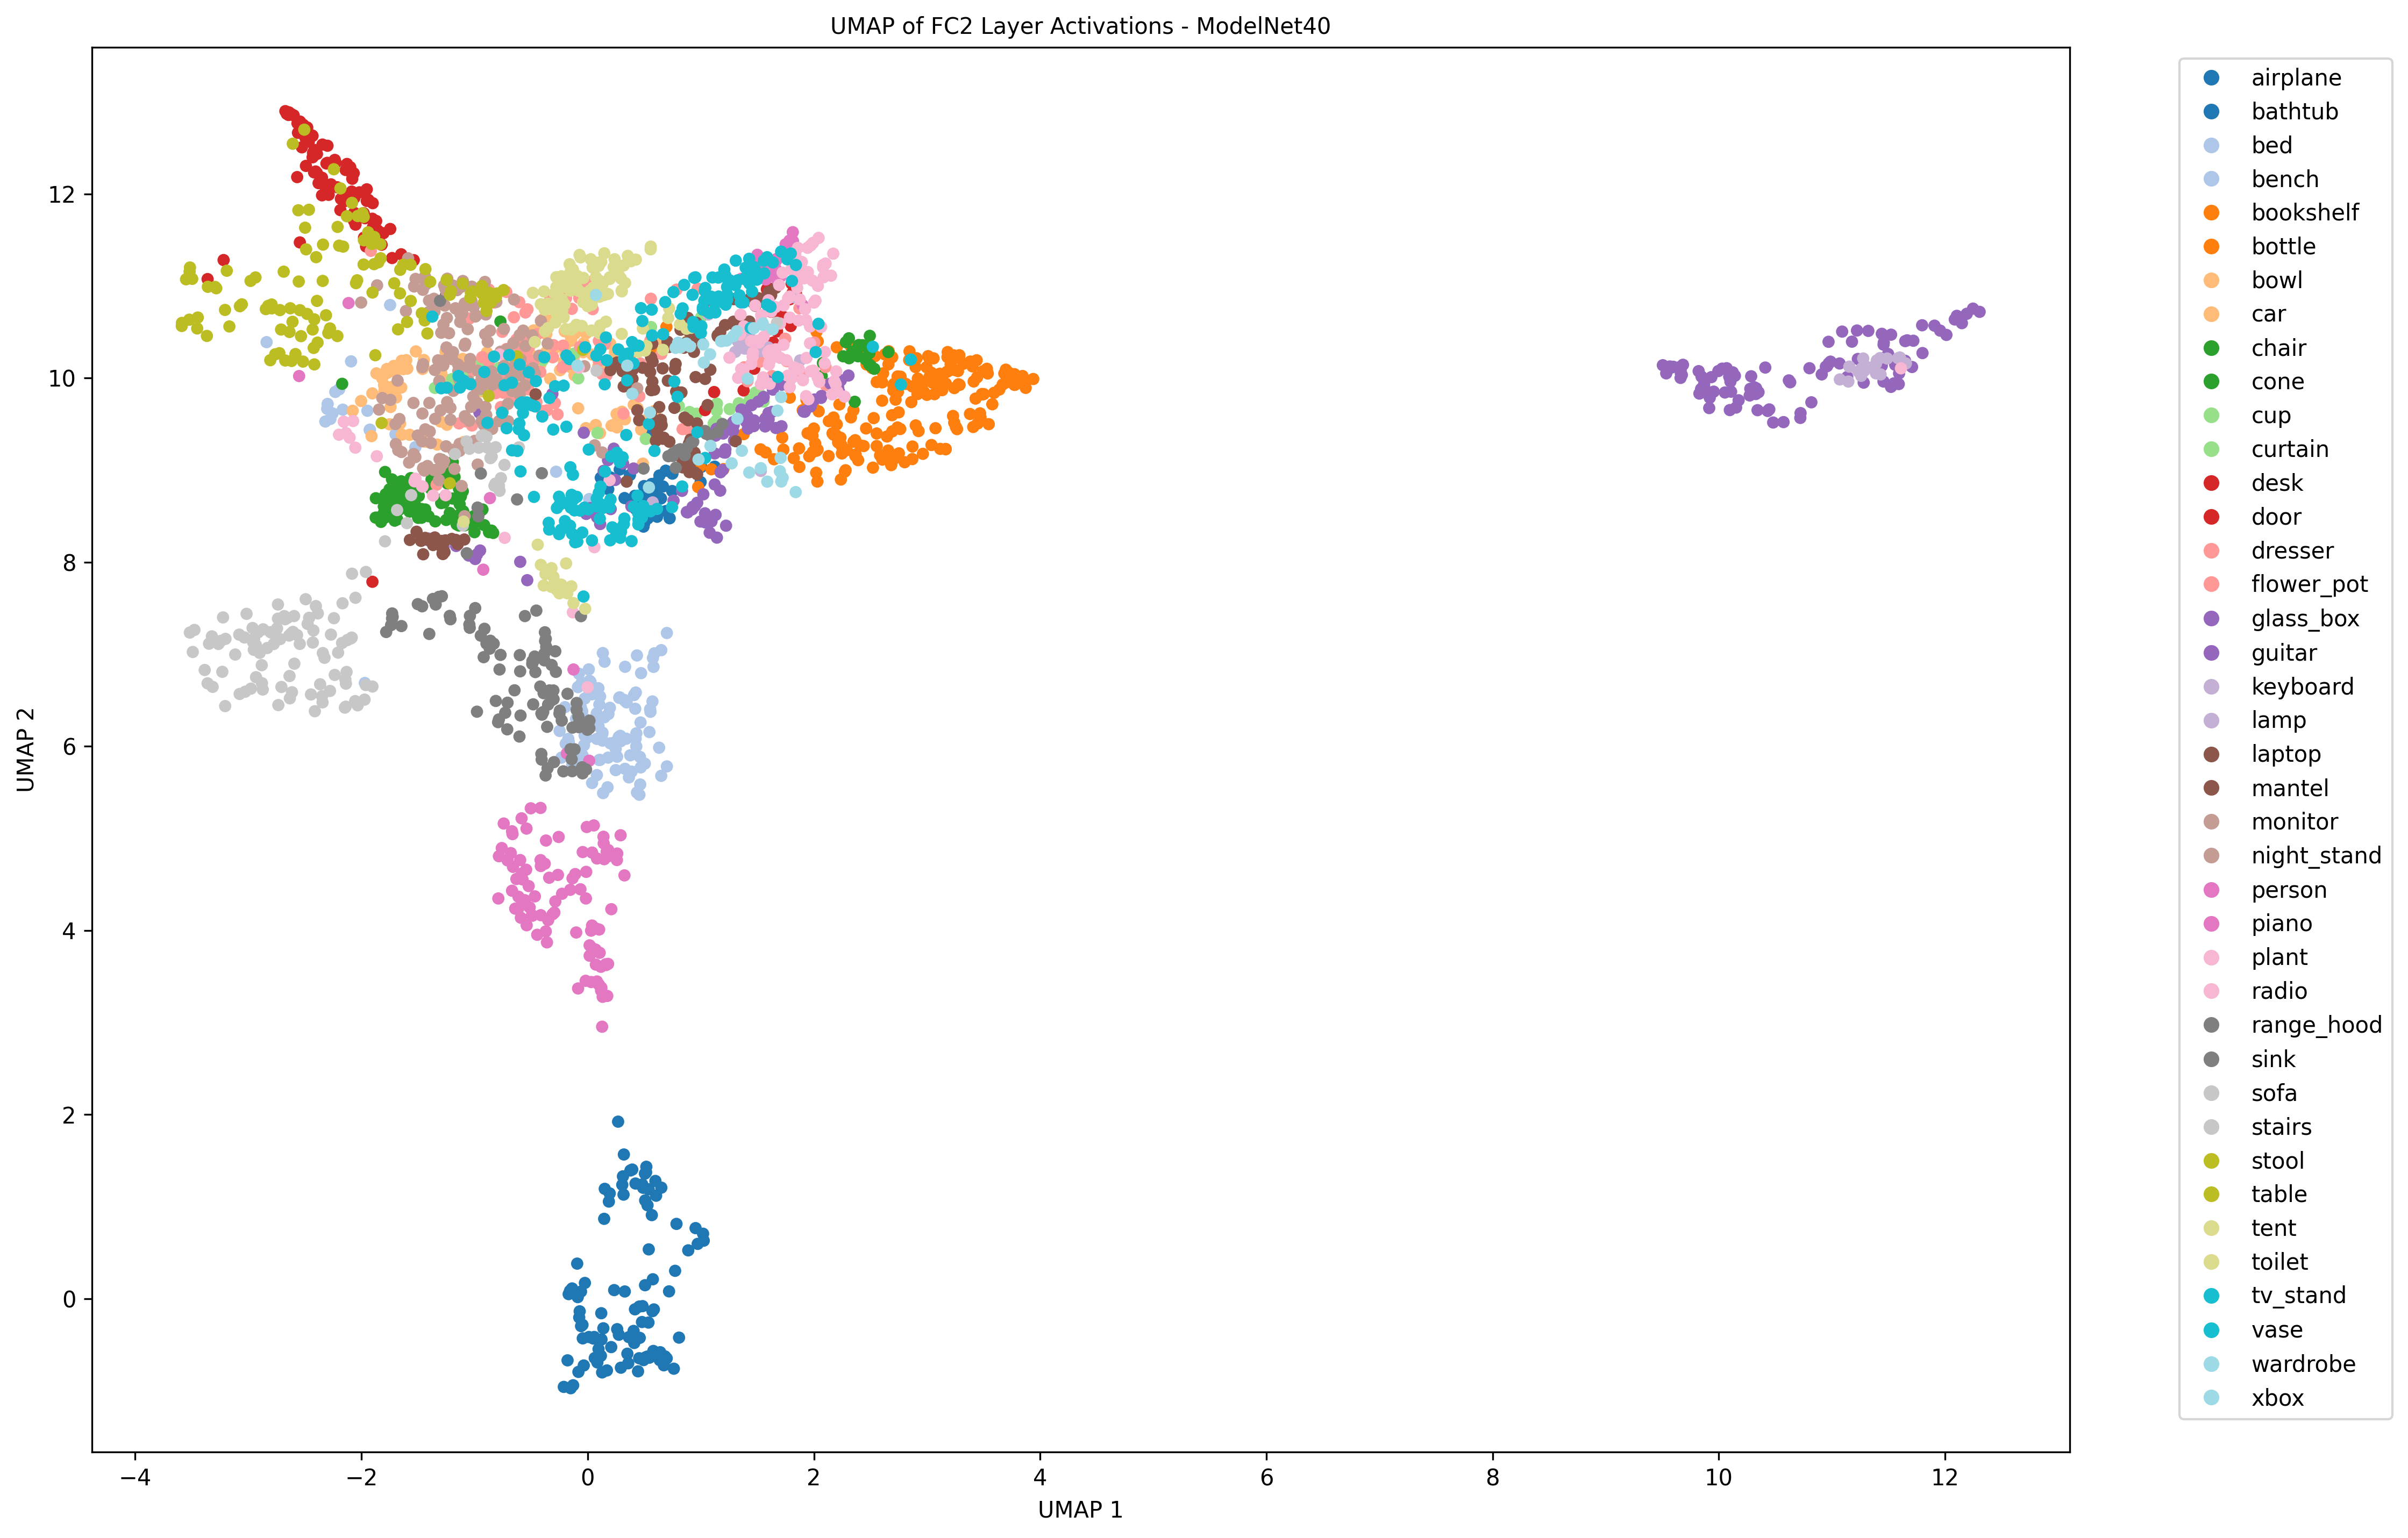 UMAP of FC2 Layer Activations - ModelNet40
12
10
8
6
4
2
0
UMAP 2
−4
−2
0
2
4
6
8
10
12
UMAP 1
airplane
bathtub
bed
bench
bookshelf
bottle
bowl
car
chair
cone
cup
curtain
desk
door
dresser
flower_pot
glass_box
guitar
keyboard
lamp
laptop
mantel
monitor
night_stand
person
piano
plant
radio
range_hood
sink
sofa
stairs
stool
table
tent
toilet
tv_stand
vase
wardrobe
xbox